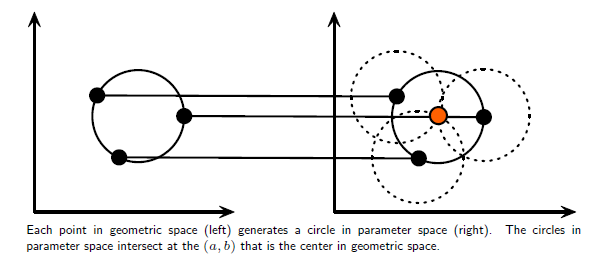 Each point in geometric space (left) generates a circle in parameter space (right). The circles in
parameter space intersect at the (a, b) that is the center in geometric space.